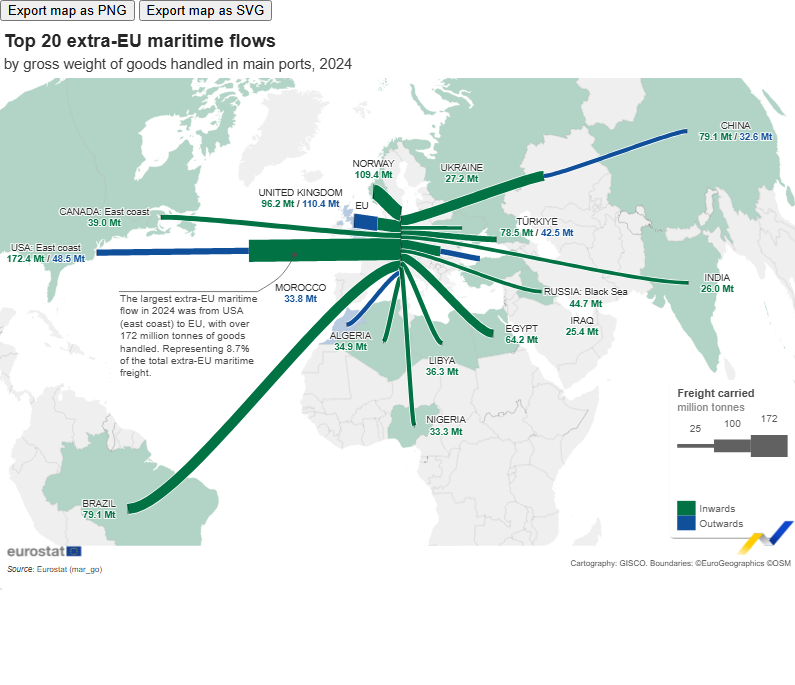 Export map as PNG
Export map as SVG
Top 20 extra-EU maritime flows
by gross weight of goods handled in main ports, 2024
CHINA
79.1 Mt / 32.6 Mt
NORWAY
109.4 Mt
UKRAINE
27.2 Mt
UNITED KINGDOM
96.2 Mt / 110.4 Mt
EU
CANADA: East coast
39.0 Mt
TÜRKIYE
78.5 Mt / 42.5 Mt
USA: East coast
172.4 Mt / 48.5 Mt
INDIA
26.0 Mt
MOROCCO
33.8 Mt
RUSSIA: Black Sea
44.7 Mt
The largest extra-EU maritime
flow in 2024 was from USA
(east coast) to EU, with over
172 million tonnes of goods
handled. Representing 8.7%
of the total extra-EU maritime
freight.
IRAQ
25.4 Mt
EGYPT
64.2 Mt
ALGERIA
34.9 Mt
LIBYA
36.3 Mt
NIGERIA
33.3 Mt
BRAZIL
79.1 Mt
Freight carried
million tonnes
25
100
172
Inwards
Outwards
eurostat
Source: Eurostat (mar_go)
Cartography: GISCO. Boundaries: ©EuroGeographics ©OSM